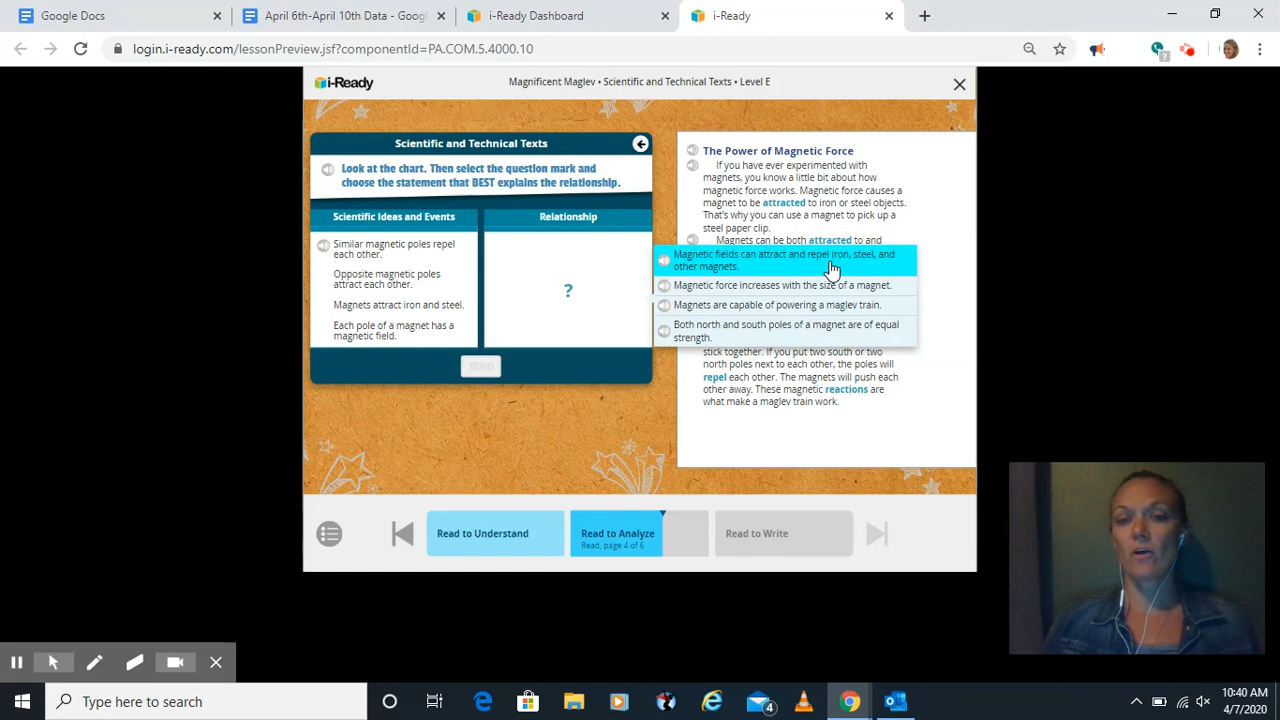 Google Docs
April 6th-April 10th Data - Goog
i-Ready Dashboard
i-Ready
login.i-ready.com/lessonPreview.jsf?componentId=PA.COM.5.4000.10
i-Ready
Magnificent Maglev • Scientific and Technical Texts • Level E
Scientific and Technical Texts
Look at the chart. Then select the question mark and
choose the statement that BEST explains the relationship.
Scientific Ideas and Events
Relationship
Similar magnetic poles repel
each other.
Opposite magnetic poles
attract each other.
Magnets attract iron and steel.
Each pole of a magnet has a
magnetic field.
?
SEND
The Power of Magnetic Force
If you have ever experimented with
magnets, you know a little bit about how
magnetic force works. Magnetic force causes a
magnet to be attracted to iron or steel objects.
That's why you can use a magnet to pick up a
steel paper clip.
Magnets can be both attracted to and
Magnetic fields can attract and repel iron, steel, and
other magnets.
Magnetic force increases with the size of a magnet.
Magnets are capable of powering a maglev train.
Both north and south poles of a magnet are of equal
strength.
stick together. If you put two south or two
north poles next to each other, the poles will
repel each other. The magnets will push each
other away. These magnetic reactions are
what make a maglev train work.
Read to Understand
Read to Analyze
Read, page 4 of 6
Read to Write
Type here to search
4
10:40 AM
4/7/2020